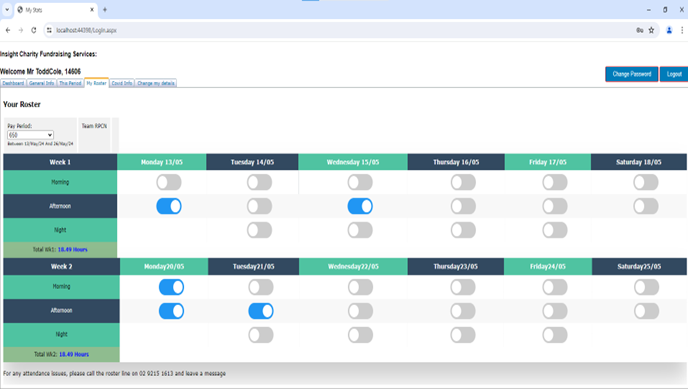 My Stats
localhost:44390/Login.aspx
Insight Charity Fundraising Services:
Welcome Mr ToddCole, 14606
Change Password Logout
Dashboard General Info This Period My Roster Coord Info Change my details
Your Roster
Pay Period: Team RPCN
650
Between 13/May/24 And 26/May/24
Week 1 Monday 13/05 Tuesday 14/05 Wednesday 15/05 Thursday 16/05 Friday 17/05 Saturday 18/05
Morning
Afternoon
Night
Total Wk1: 18.49 Hours
Week 2 Monday20/05 Tuesday21/05 Wednesday22/05 Thursday23/05 Friday24/05 Saturday25/05
Morning
Afternoon
Night
Total Wk2: 18.49 Hours
For any attendance issues, please call the roster line on 02 9215 1613 and leave a message